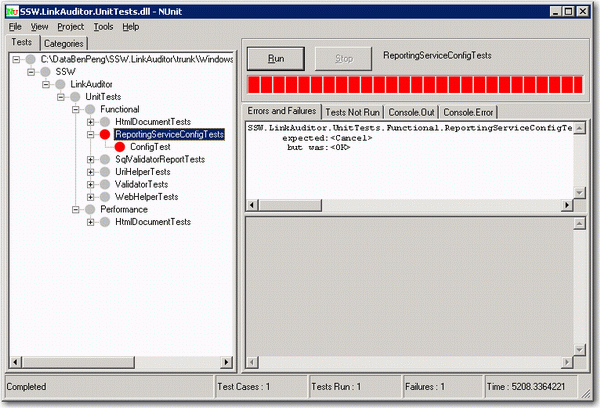 SSW.LinkAuditor.UnitTests.dll - NUnit
File View Project Tools Help
Tests Categories
C:\DataBenPeng\SSW.LinkAuditor\trunk\Windows
SSW
LinkAuditor
UnitTests
Functional
HtmlDocumentTests
ReportingServiceConfigTests
ConfigTest
SqlValidatorReportTests
UriHelperTests
ValidatorTests
WebHelperTests
Performance
HtmlDocumentTests
Run Stop ReportingServiceConfigTests
Errors and Failures Tests Not Run Console.Out Console.Error
SSW.LinkAuditor.UnitTests.Functional.ReportingServiceConfigTe
expected:<Cancel>
but was:<OK>
Completed Test Cases : 1 Tests Run : 1 Failures : 1 Time : 5208.3364221